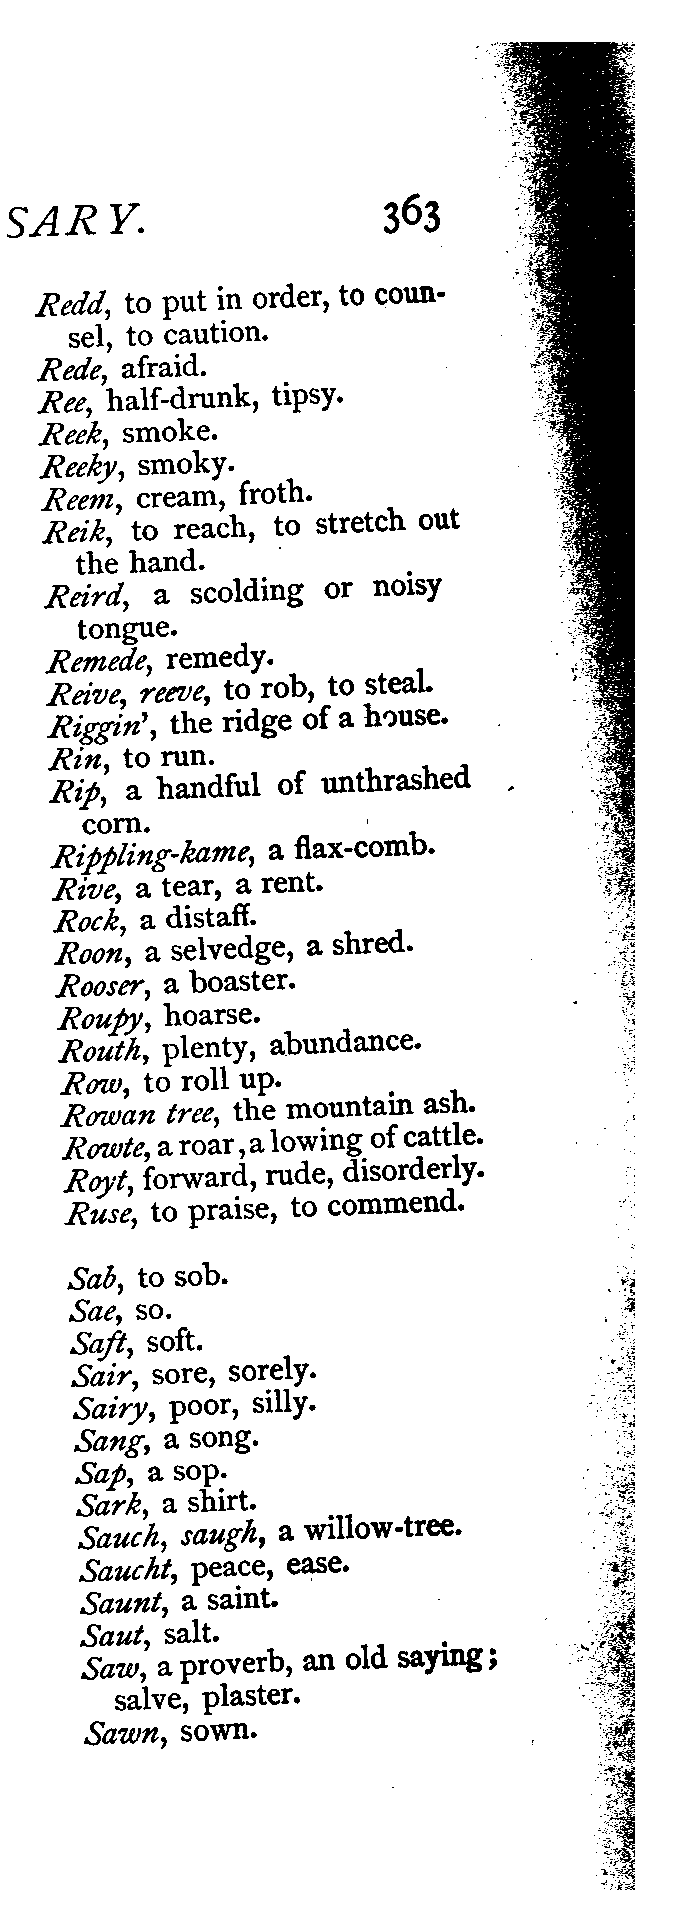 SARY. 363
Redd, to put in order, to coun-
sel, to caution.
Rede, afraid.
Ree, half-drunk, tipsy.
Reek, smoke.
Reeky, smoky.
Reem, cream, froth.
Reik, to reach, to stretch out
the hand.
Reird, a scolding or noisy
tongue.
Remede, remedy.
Reive, reeve, to rob, to steal.
Riggin', the ridge of a house.
Rin, to run.
Rip, a handful of unthrashed
corn.
Rippling-kame, a flax-comb.
Rive, a tear, a rent.
Rock, a distaff.
Roon, a selvedge, a shred.
Rooser, a boaster.
Roupy, hoarse.
Routh, plenty, abundance.
Row, to roll up.
Rowan tree, the mountain ash.
Rowte, a roar, a lowing of cattle.
Royt, forward, rude, disorderly.
Ruse, to praise, to commend.
Sab, to sob.
Sae, so.
Saft, soft.
Sair, sore, sorely.
Sairy, poor, silly.
Sang, a song.
Sap, a sop.
Sark, a shirt.
Sauch, saugh, a willow-tree.
Saucht, peace, ease.
Saunt, a saint.
Saut, salt.
Saw, a proverb, an old saying;
salve, plaster.
Sawn, sown.